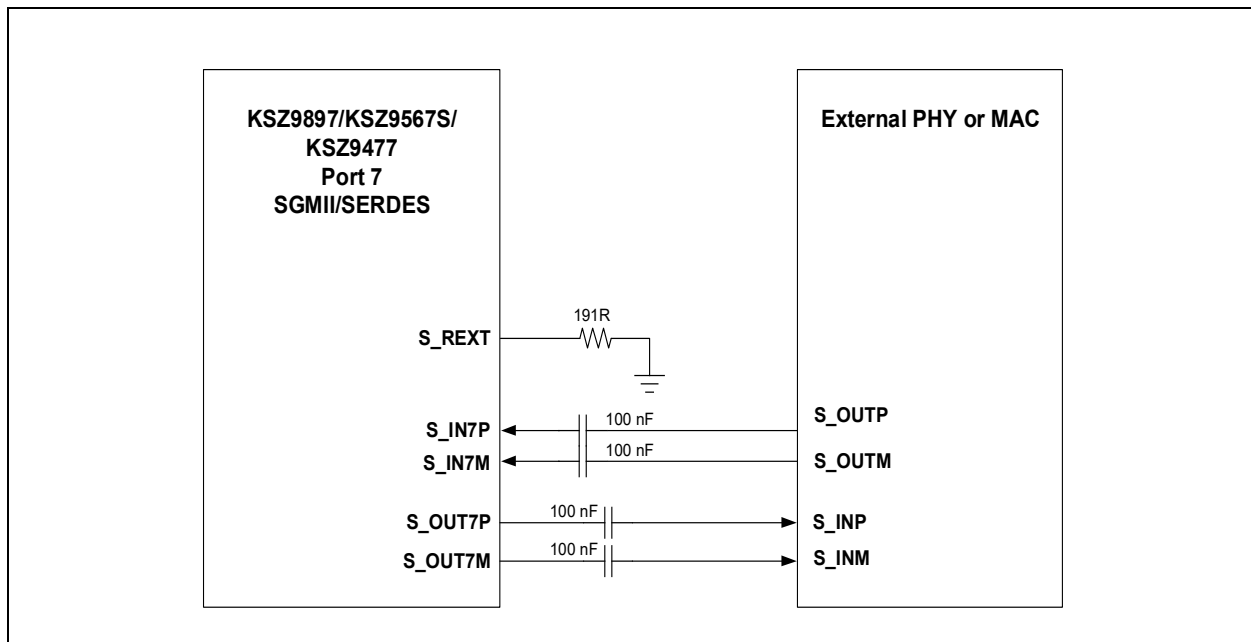 KSZ9897/KSZ9567S/
KSZ9477
Port 7
SGMII/SERDES
External PHY or MAC
191R
S_REXT
100 nF
S_OUTP
S_IN7P
100 nF
S_OUTM
S_IN7M
100 nF
S_OUT7P
S_INP
100 nF
S_OUT7M
S_INM